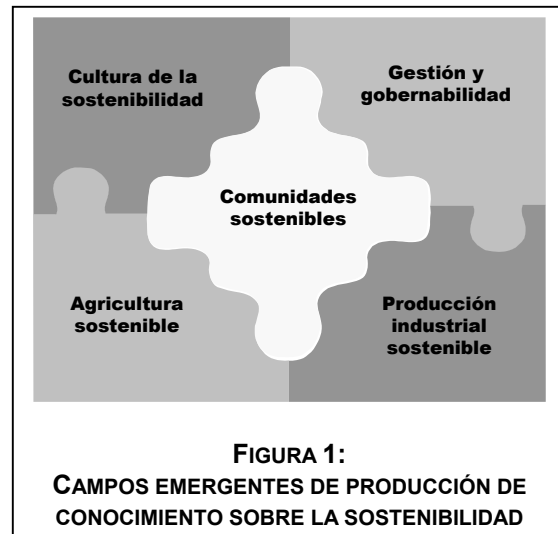 Cultura de la
sostenibilidad
Gestión y
gobernabilidad
Comunidades
sostenibles
Agricultura
sostenible
Producción
industrial
sostenible
FIGURA 1:
CAMPOS EMERGENTES DE PRODUCCIÓN DE
CONOCIMIENTO SOBRE LA SOSTENIBILIDAD